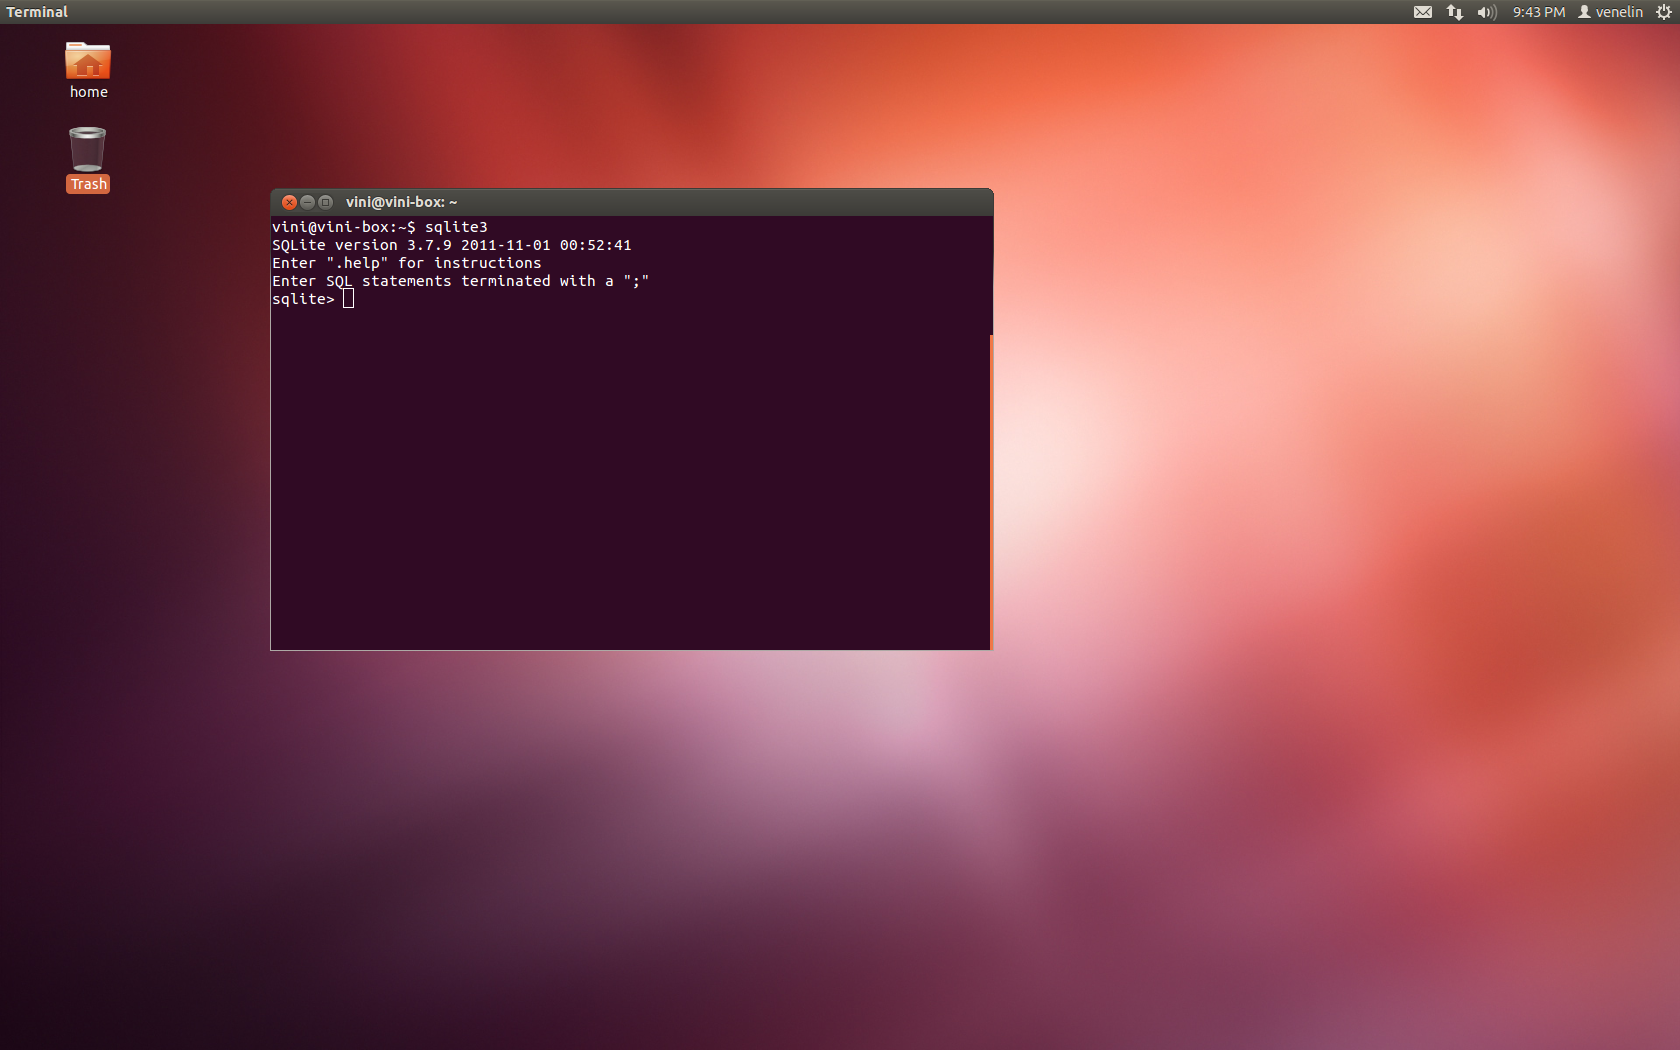 Terminal
9:43 PM venelin
home
Trash
vini@vini-box: ~
vini@vini-box:~$ sqlite3
SQLite version 3.7.9 2011-11-01 00:52:41
Enter ".help" for instructions
Enter SQL statements terminated with a ";"
sqlite>